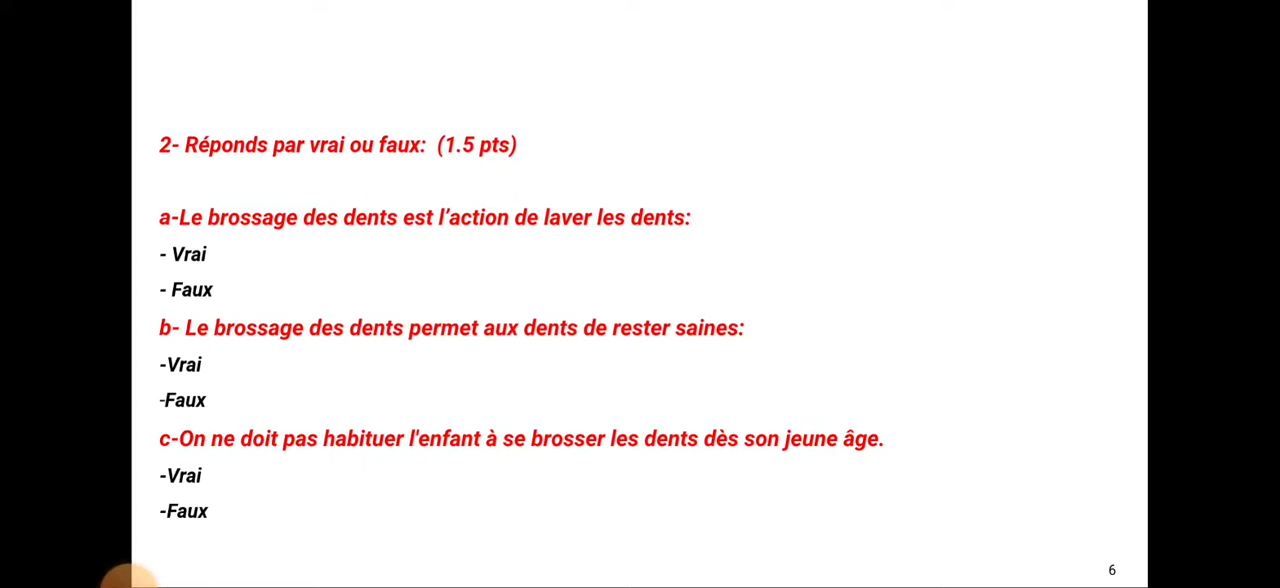 2- Réponds par vrai ou faux:  (1.5 pts)
a-Le brossage des dents est l’action de laver les dents:
- Vrai
- Faux
b- Le brossage des dents permet aux dents de rester saines:
-Vrai
-Faux
c-On ne doit pas habituer l'enfant à se brosser les dents dès son jeune âge.
-Vrai
-Faux
6